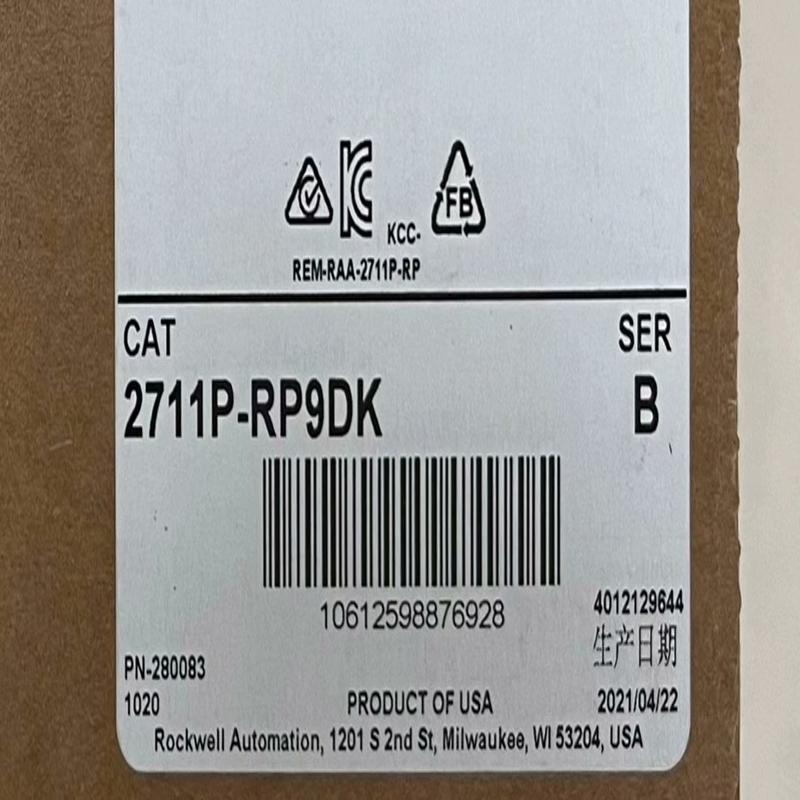 FB
KCC-
REM-RAA-2711P-RP
CAT
SER
2711P-RP9DK
B
10612598876928
4012129644
生产日期
PN-280083
1020
PRODUCT OF USA
2021/04/22
Rockwell Automation, 1201 S 2nd St, Milwaukee, WI 53204, USA